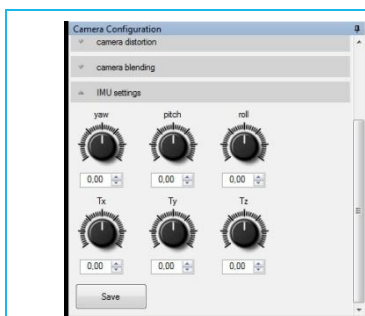 Camera Configuration
camera distortion
camera blending
IMU settings
yaw pitch roll
0,00 0,00 0,00
Tx Ty Tz
0,00 0,00 0,00
Save